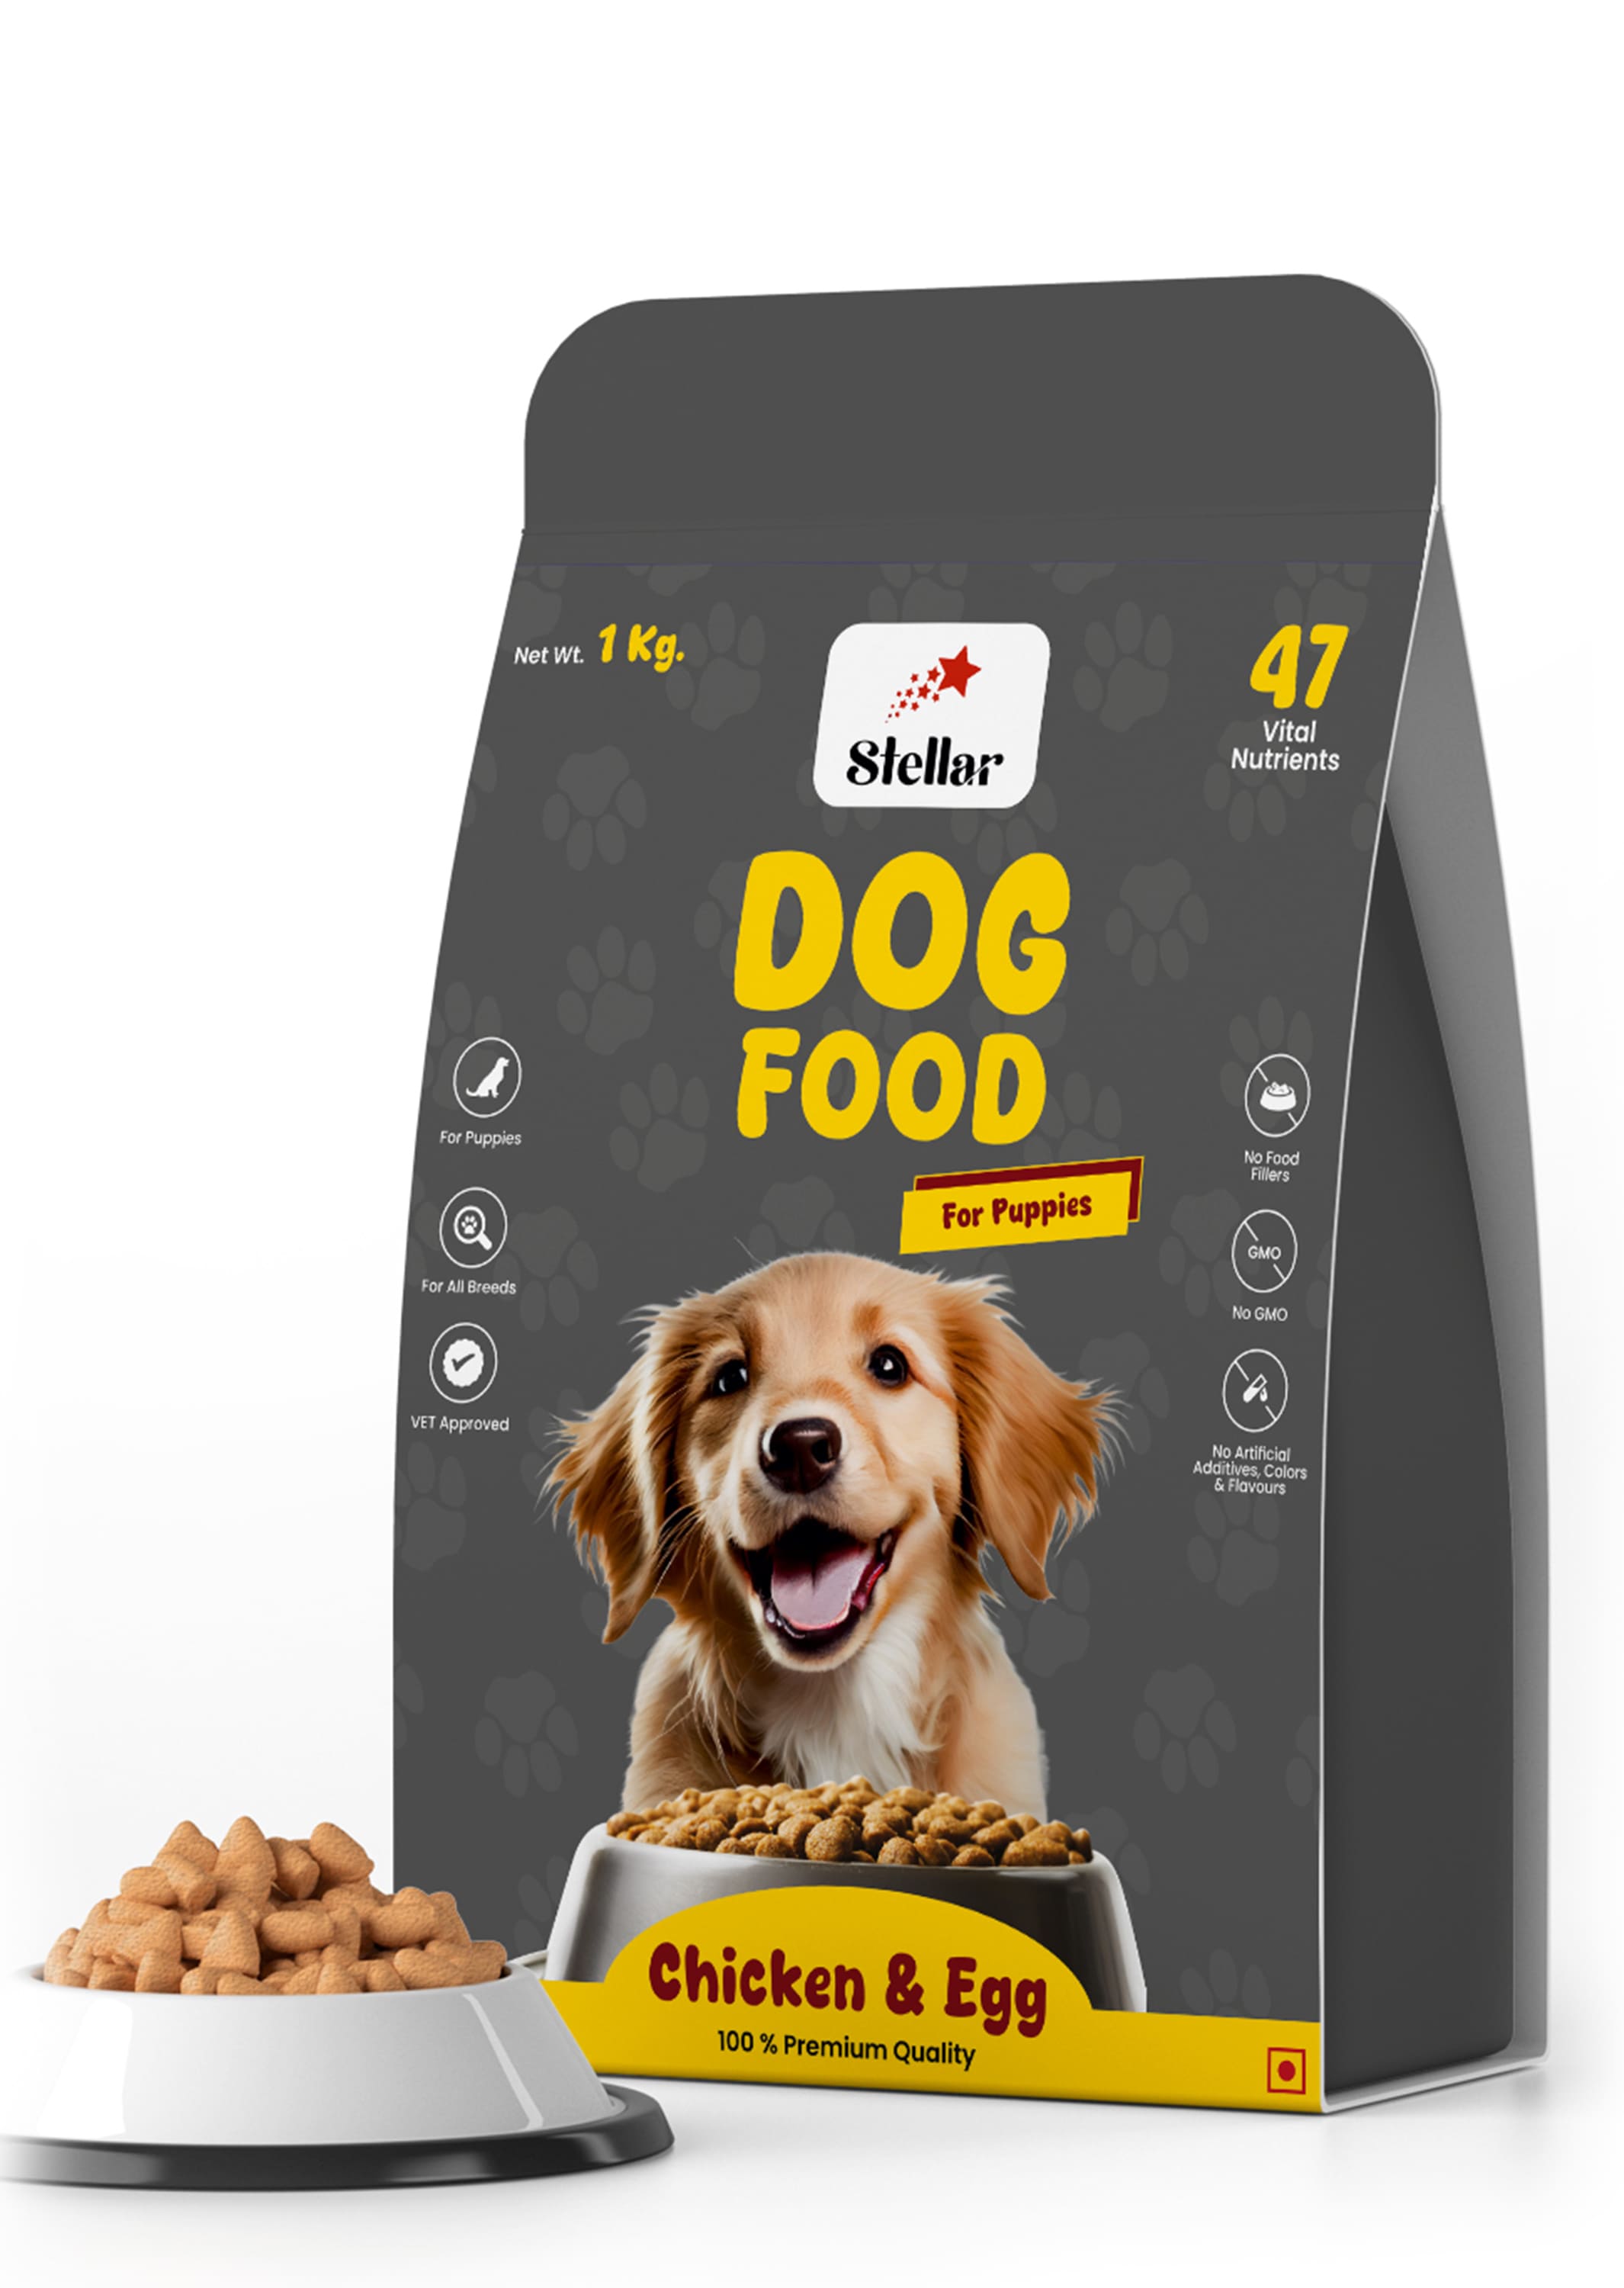 Net Wt. 1 Kg.
Stellar
47
Vital
Nutrients
DOG
FOOD
For Puppies
For Puppies
For All Breeds
VET Approved
No Food
Fillers
GMO
No GMO
No Artificial
Additives, Colors
& Flavours
Chicken & Egg
100 % Premium Quality